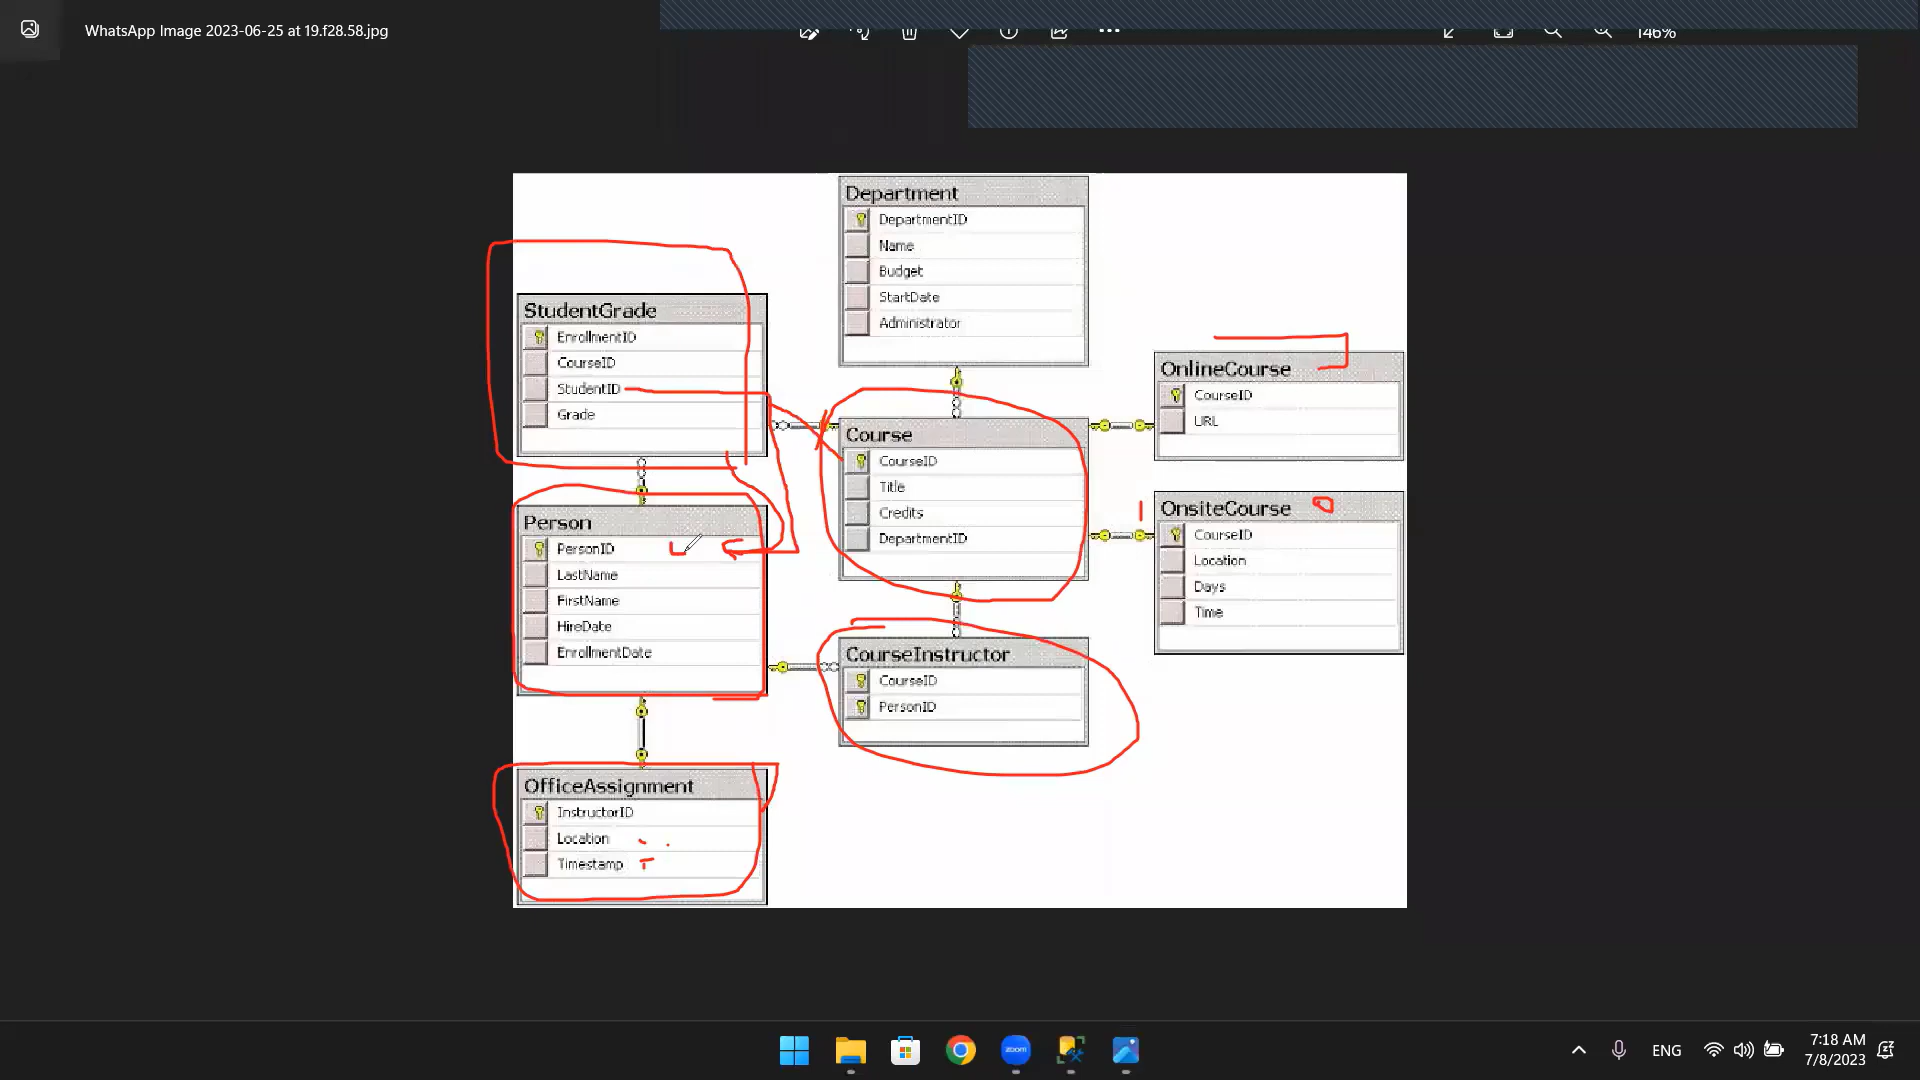 WhatsApp Image 2023-06-25 at 19.f28.58.jpg
146%
Department
DepartmentID
Name
Budget
StartDate
Administrator
StudentGrade
EnrollmentID
CourseID
StudentID
Grade
Course
CourseID
Title
Credits
DepartmentID
OnlineCourse
CourseID
URL
OnsiteCourse
CourseID
Location
Days
Time
Person
PersonID
LastName
FirstName
HireDate
EnrollmentDate
CourseInstructor
CourseID
PersonID
OfficeAssignment
InstructorID
Location
Timestamp
zoom
ENG
7:18 AM
7/8/2023